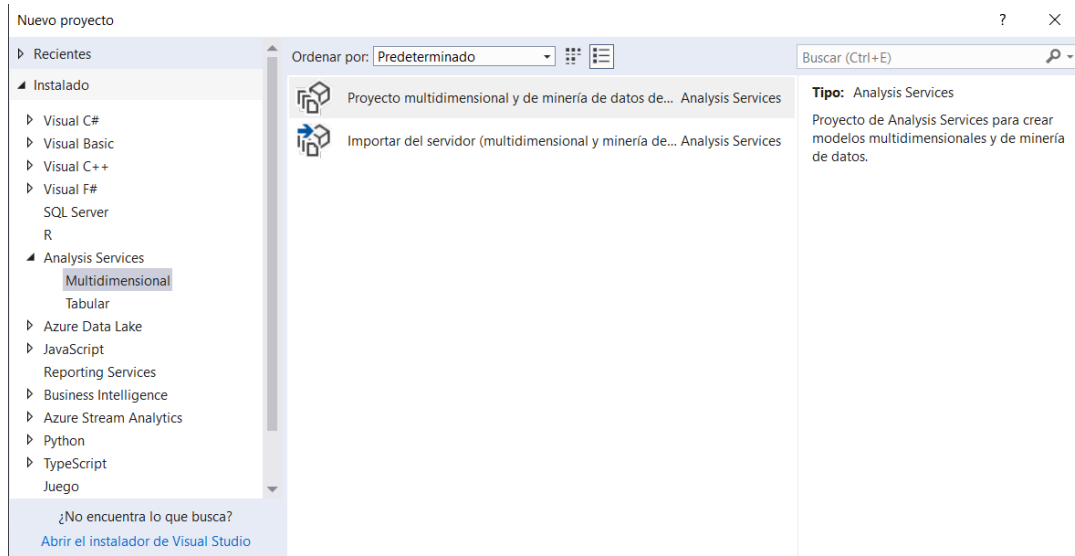 Nuevo proyecto
?
Recientes
Instalado
Visual C#
Visual Basic
Visual C++
Visual F#
SQL Server
R
Analysis Services
Multidimensional
Tabular
Azure Data Lake
JavaScript
Reporting Services
Business Intelligence
Azure Stream Analytics
Python
TypeScript
Juego
¿No encuentra lo que busca?
Abrir el instalador de Visual Studio
Ordenar por: Predeterminado
Proyecto multidimensional y de minería de datos de... Analysis Services
Importar del servidor (multidimensional y minería de... Analysis Services
Buscar (Ctrl+E)
Tipo: Analysis Services
Proyecto de Analysis Services para crear
modelos multidimensionales y de minería
de datos.